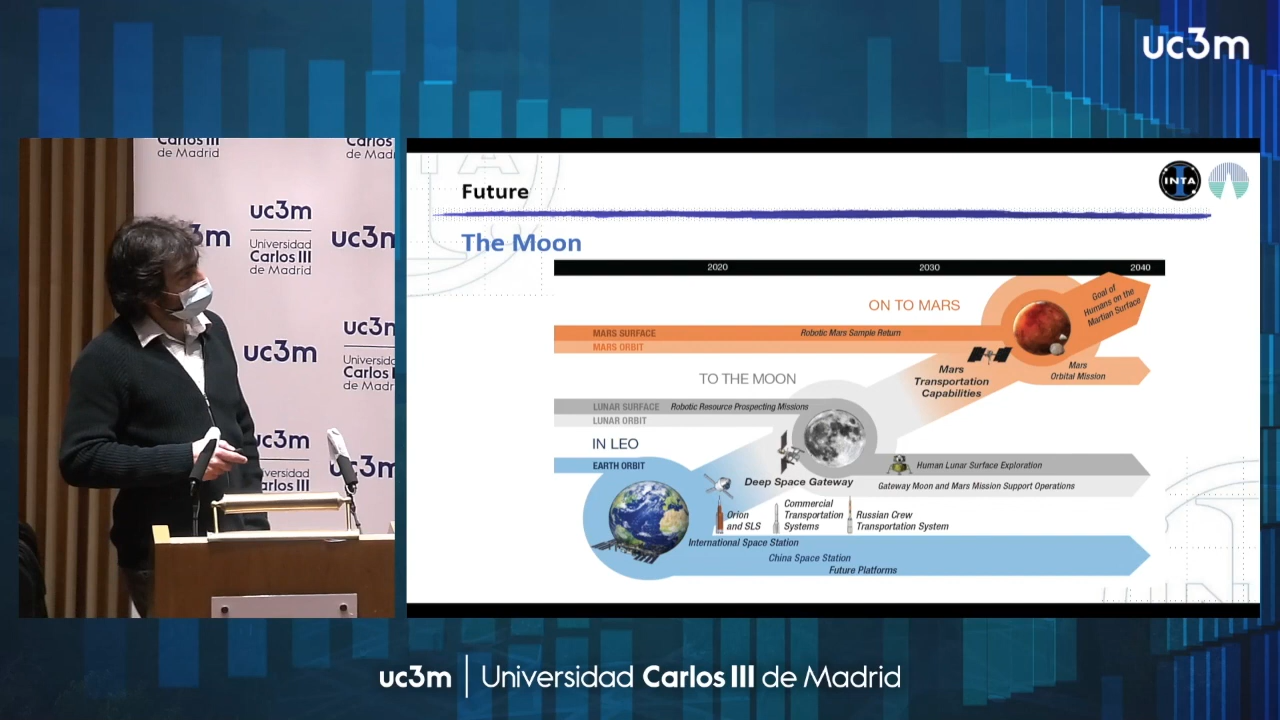 uc3m
Carlos III
de Madrid
Carlos
de Madri
uc3m
Universidad
Carlos III
de Madrid
3m
uc3n
uc3m
uc3n
Universidad
Carlos I
de Madrid
uc3m
versidad
Carlos III
de Madrid
uc3m
INTA
Future
The Moon
2020 2030 2040
ON TO MARS
Goal of
Humans on the
Martian Surface
MARS SURFACE Robotic Mars Sample Return
MARS ORBIT
Mars
Orbital Mission
Mars
Transportation
Capabilities
TO THE MOON
LUNAR SURFACE Robotic Resource Prospecting Missions
LUNAR ORBIT
IN LEO
EARTH ORBIT
Human Lunar Surface Exploration
Deep Space Gateway
Gateway Moon and Mars Mission Support Operations
Orion
and SLS
Commercial
Transportation
Systems
Russian Crew
Transportation System
International Space Station
China Space Station
Future Platforms
uc3m | Universidad Carlos III de Madrid